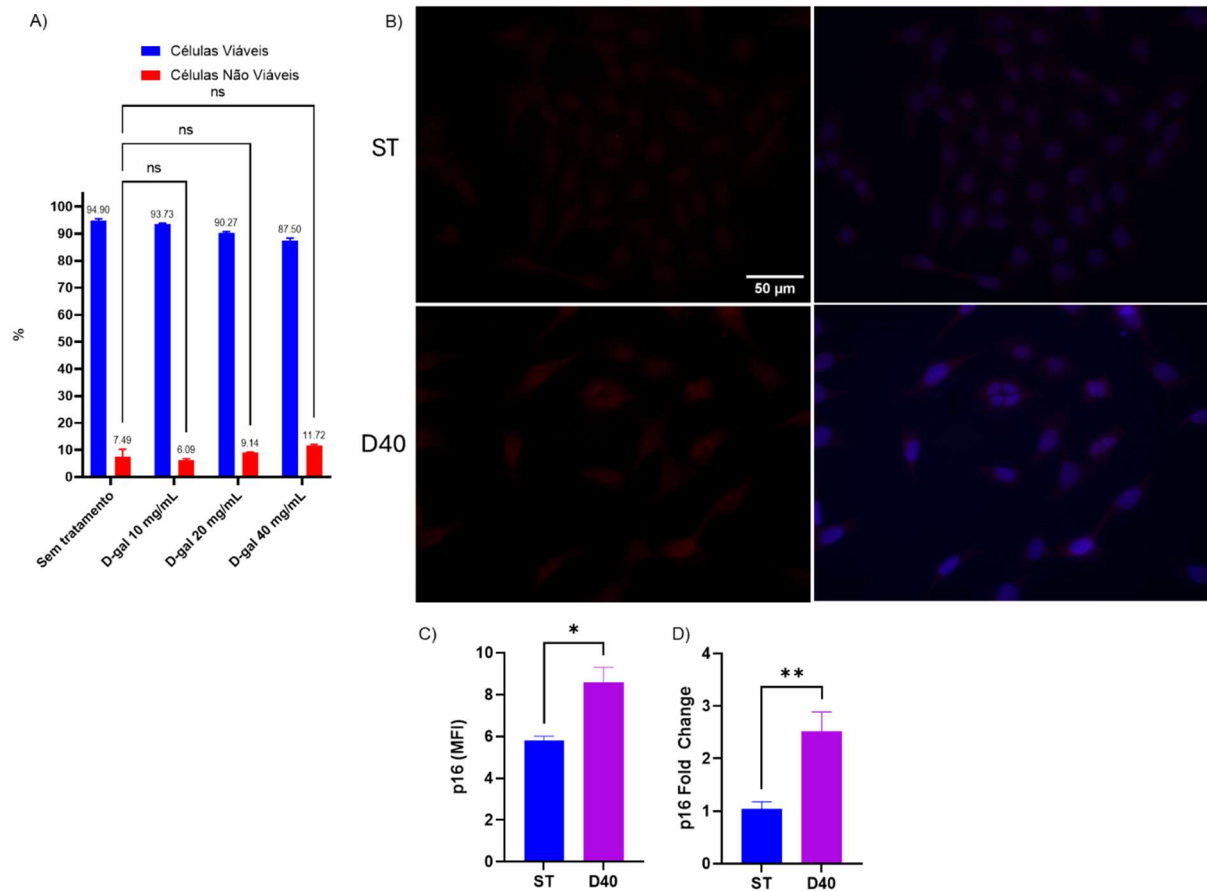 A)
Células Viáveis
Células Não Viáveis
ns
ns
ns
%
100
90
80
70
60
50
40
30
20
10
0
94.90
7.49
93.73
6.09
90.27
9.14
87.50
11.72
Sem tratamento
D-gal 10 mg/mL
D-gal 20 mg/mL
D-gal 40 mg/mL
B)
ST
50 µm
D40
C)
p16 (MFI)
10
8
6
4
2
0
*
ST
D40
D)
p16 Fold Change
4
3
2
1
0
**
ST
D40